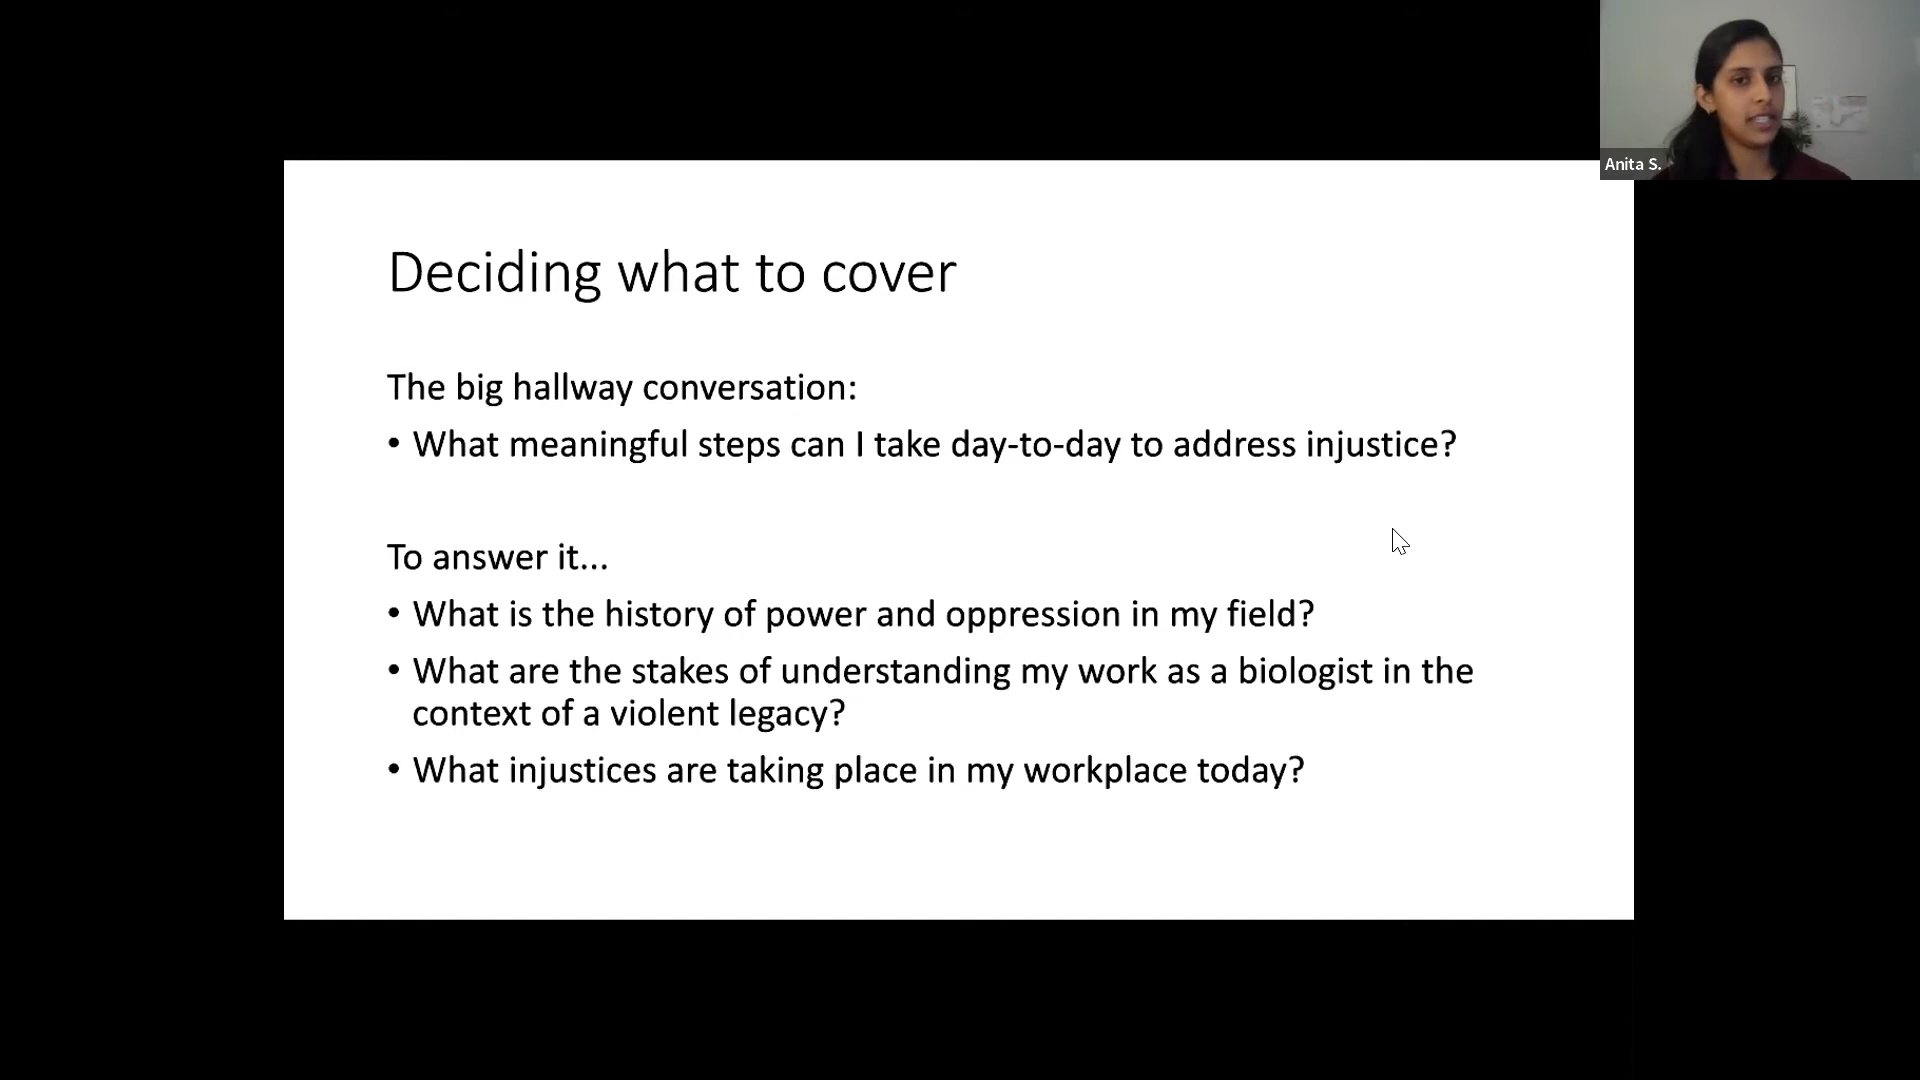 Anita S.
Deciding what to cover
The big hallway conversation:
• What meaningful steps can I take day-to-day to address injustice?
To answer it...
• What is the history of power and oppression in my field?
• What are the stakes of understanding my work as a biologist in the
context of a violent legacy?
• What injustices are taking place in my workplace today?